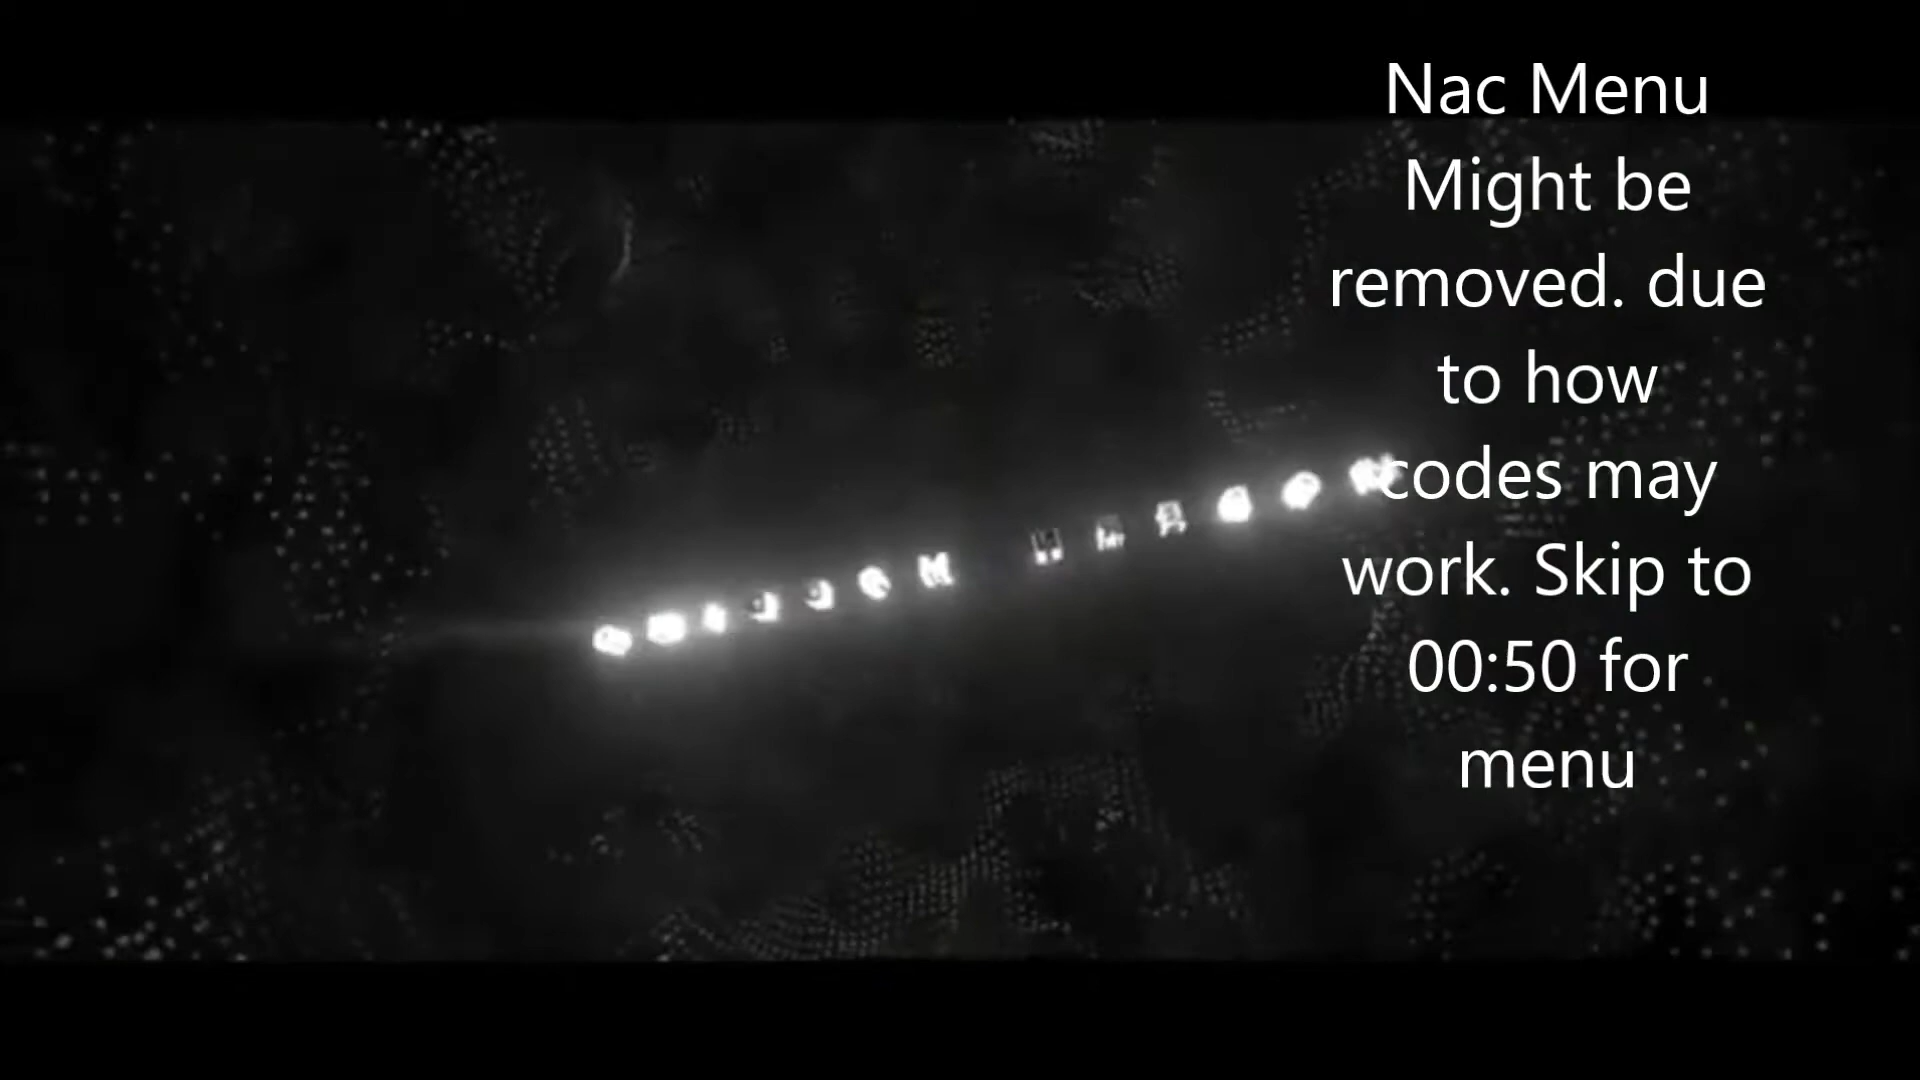 Nac Menu
Might be
removed. due
to how
codes may
work. Skip to
00:50 for
menu